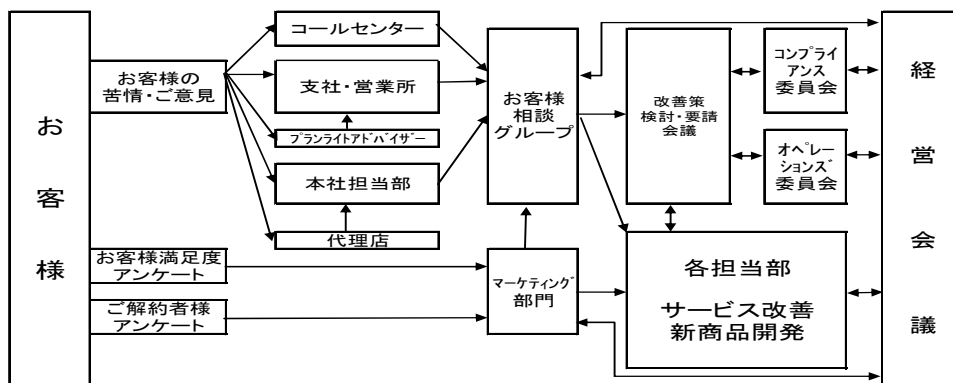 お客様
お客様の
苦情・ご意見
お客様満足度
アンケート
ご解約者様
アンケート
コールセンター
支社・営業所
プランライトアドバイザー
本社担当部
代理店
お客様
相談
グループ
マーケティング
部門
改善策
検討・要請
会議
コンプライ
アンス
委員会
オペレー
ションズ
委員会
各担当部
サービス改善
新商品開発
経営会議